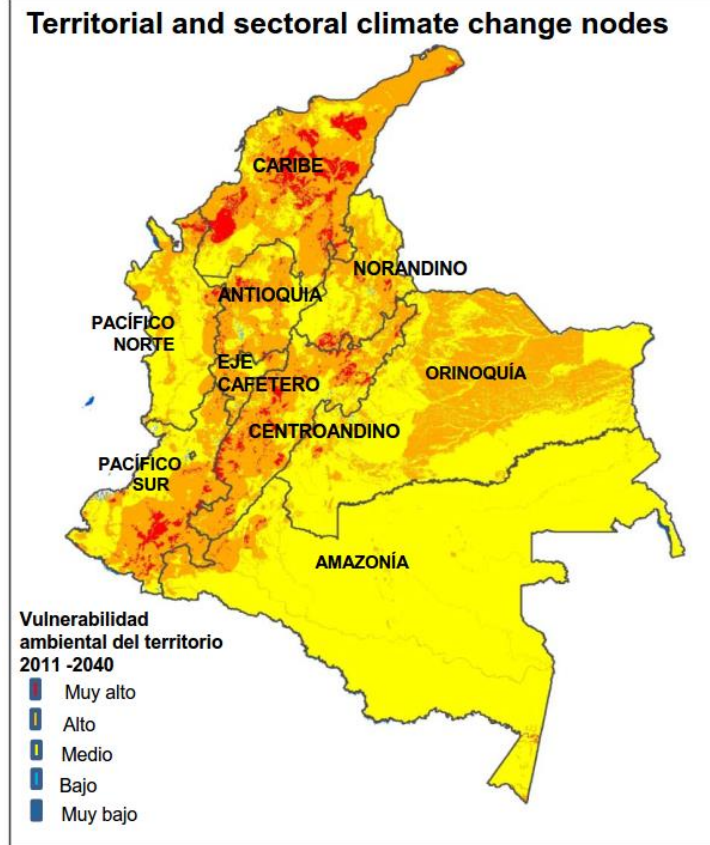 Territorial and sectoral climate change nodes
CARIBE
NORANDINO
ANTIOQUIA
PACÍFICO
NORTE
EJE
CAFETERO
ORINOQUÍA
CENTROANDINO
PACÍFICO
SUR
AMAZONÍA
Vulnerabilidad
ambiental del territorio
2011 -2040
Muy alto
Alto
Medio
Bajo
Muy bajo